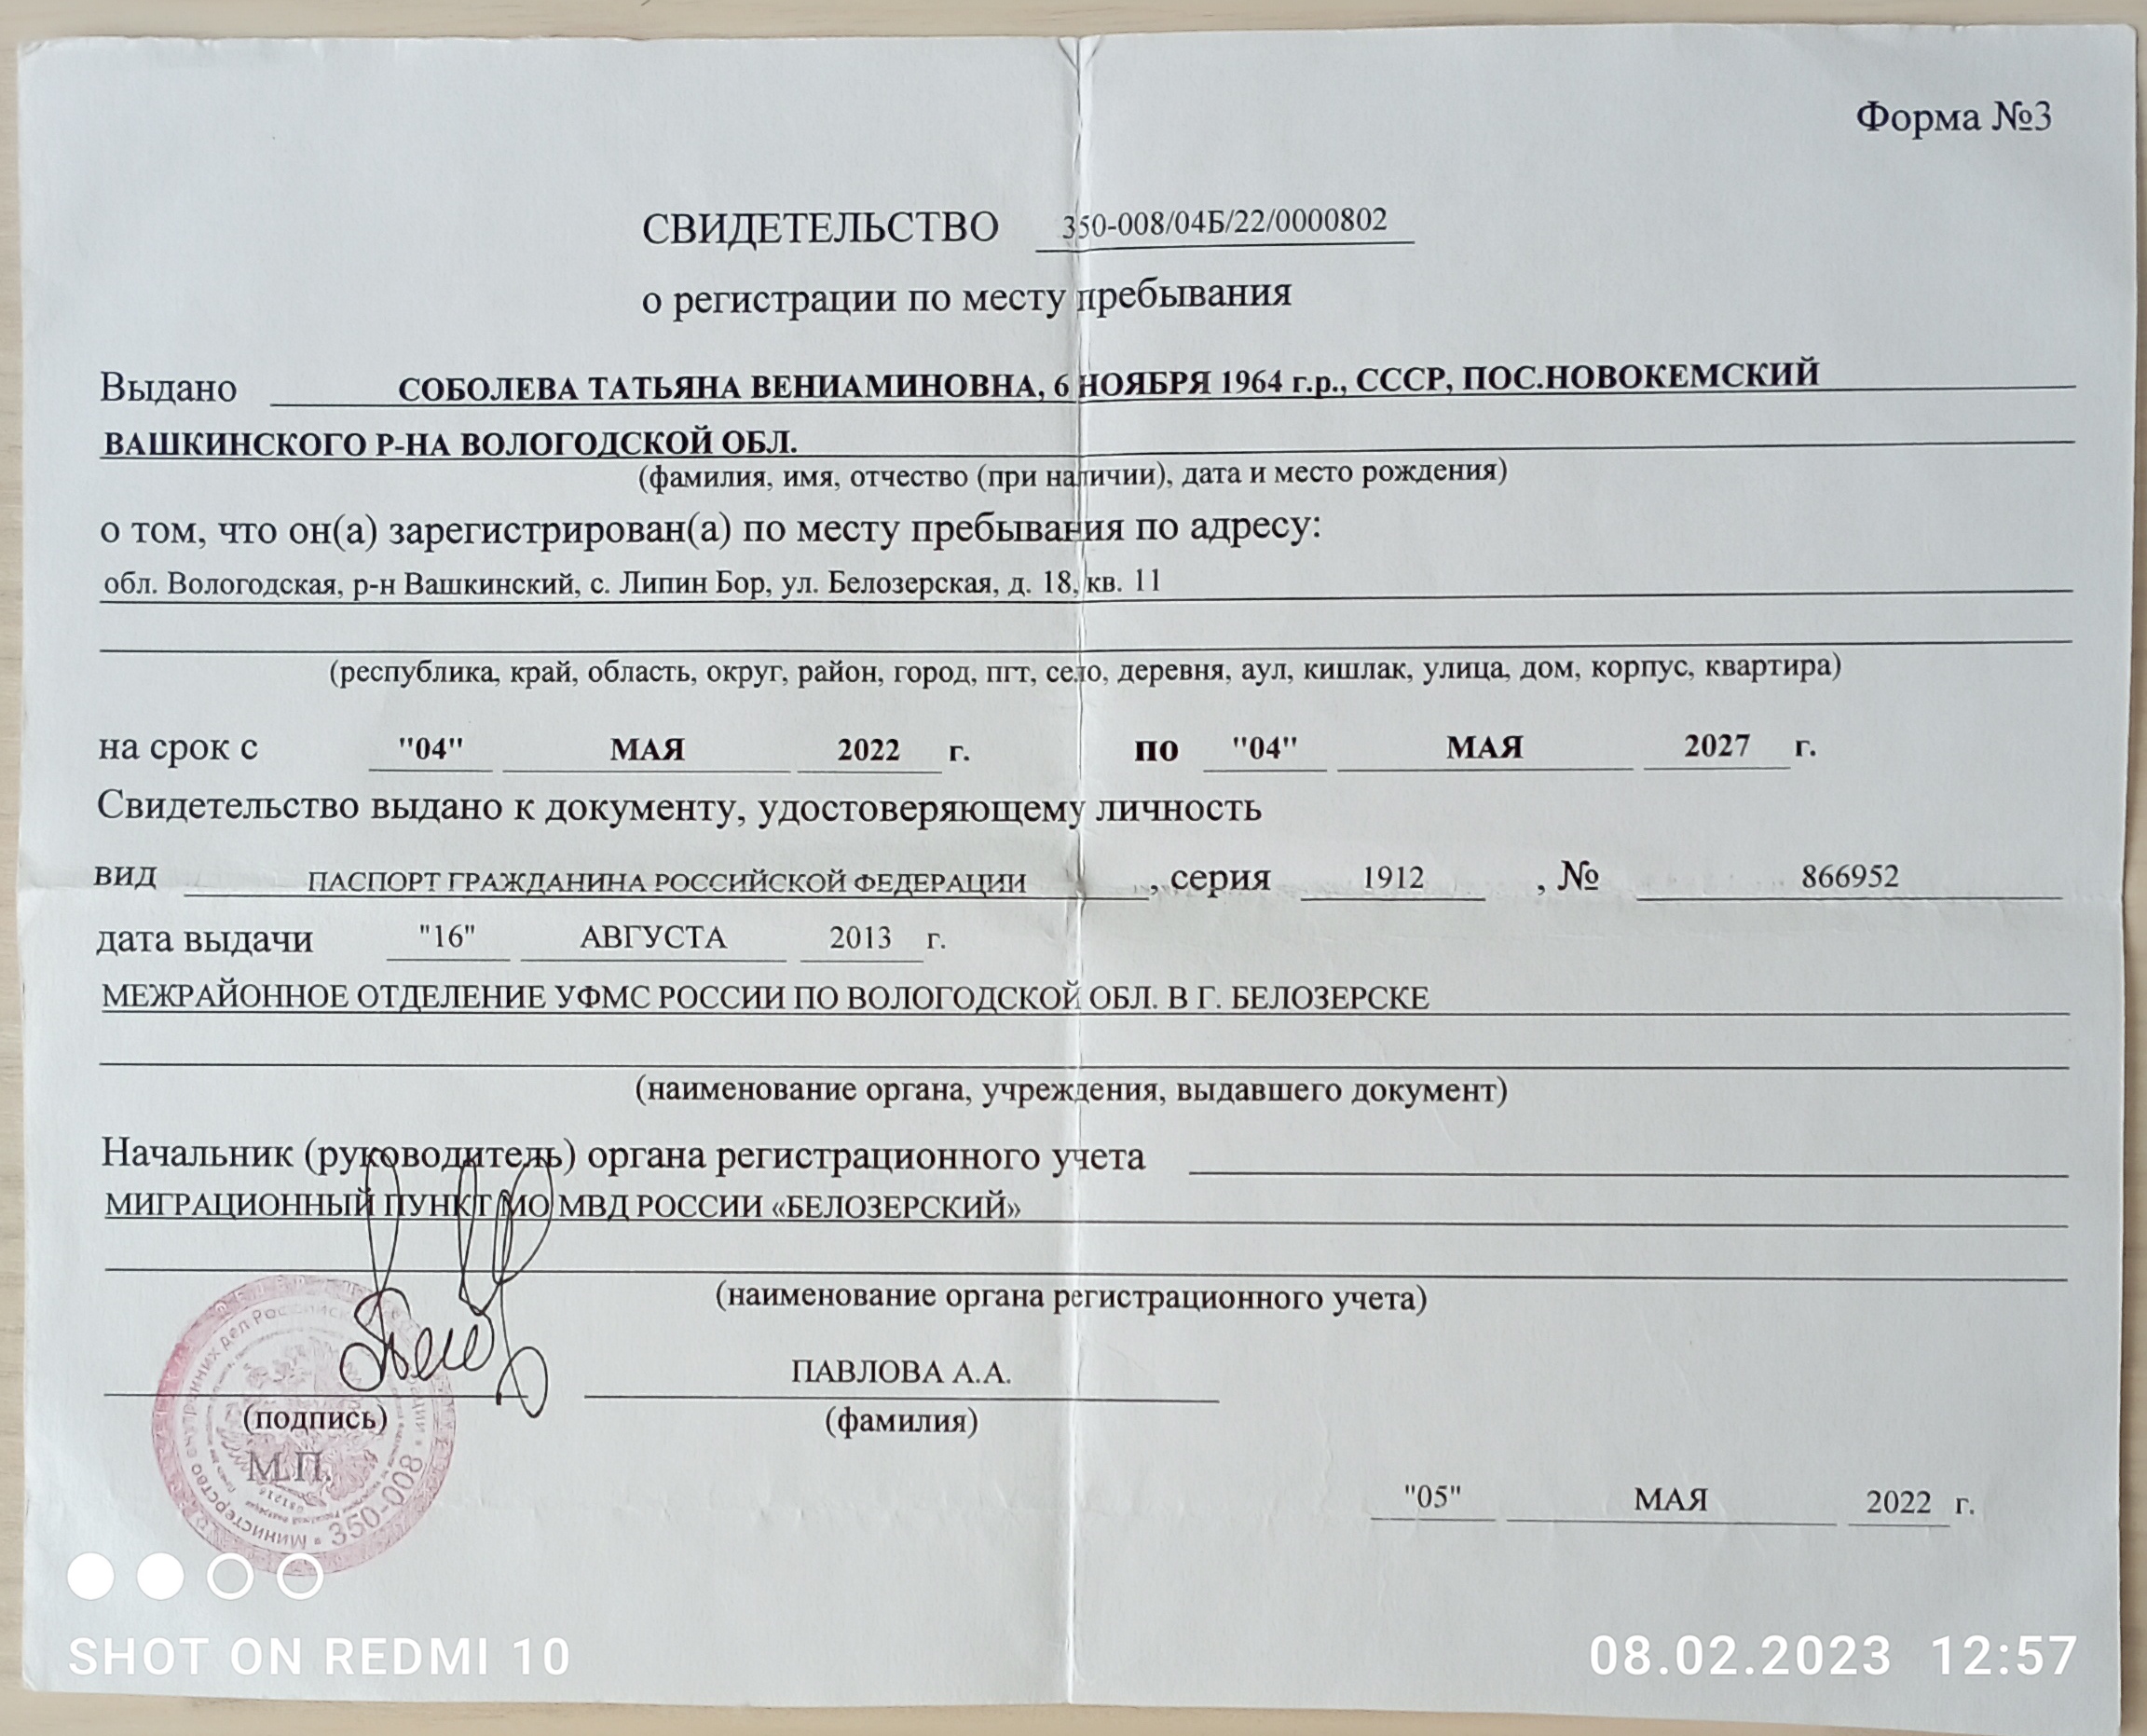 Форма №3
СВИДЕТЕЛЬСТВО 350-008/04Б/22/0000802
о регистрации по месту пребывания
Выдано СОБОЛЕВА ТАТЬЯНА ВЕНИАМИНОВНА, 6 НОЯБРЯ 1964 г.р., СССР, ПОС.НОВОКЕМСКИЙ
ВАШКИНСКОГО Р-НА ВОЛОГОДСКОЙ ОБЛ.
(фамилия, имя, отчество (при наличии), дата и место рождения)
о том, что он(а) зарегистрирован(а) по месту пребывания по адресу:
обл. Вологодская, р-н Вашкинский, с. Липин Бор, ул. Белозерская, д. 18, кв. 11
(республика, край, область, округ, район, город, пгт, село, деревня, аул, кишлак, улица, дом, корпус, квартира)
на срок с "04" МАЯ 2022 г. по "04" МАЯ 2027 г.
Свидетельство выдано к документу, удостоверяющему личность
вид ПАСПОРТ ГРАЖДАНИНА РОССИЙСКОЙ ФЕДЕРАЦИИ, серия 1912, № 866952
дата выдачи "16" АВГУСТА 2013 г.
МЕЖРАЙОННОЕ ОТДЕЛЕНИЕ УФМС РОССИИ ПО ВОЛОГОДСКОЙ ОБЛ. В Г. БЕЛОЗЕРСКЕ
(наименование органа, учреждения, выдавшего документ)
Начальник (руководитель) органа регистрационного учета
МИГРАЦИОННЫЙ ПУНКТ МО МВД РОССИИ «БЕЛОЗЕРСКИЙ»
(наименование органа регистрационного учета)
ПАВЛОВА А.А.
(подпись) (фамилия)
М.П.
Министерство внутренних дел Российской Федерации
350-008
"05" МАЯ 2022 г.
SHOT ON REDMI 10
08.02.2023 12:57